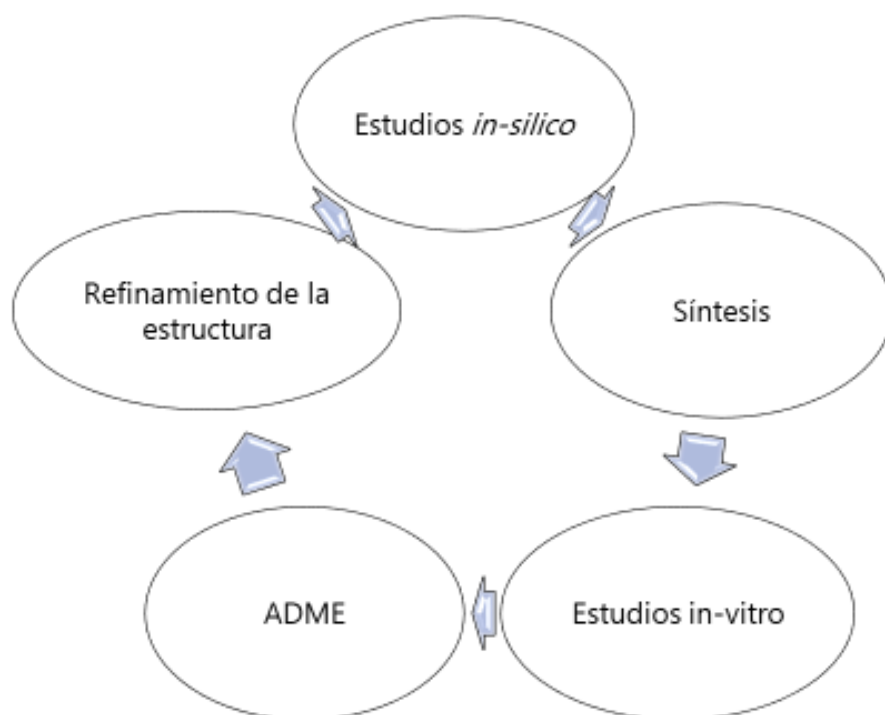 Estudios in-silico
Refinamiento de la
estructura
Síntesis
ADME
Estudios in-vitro